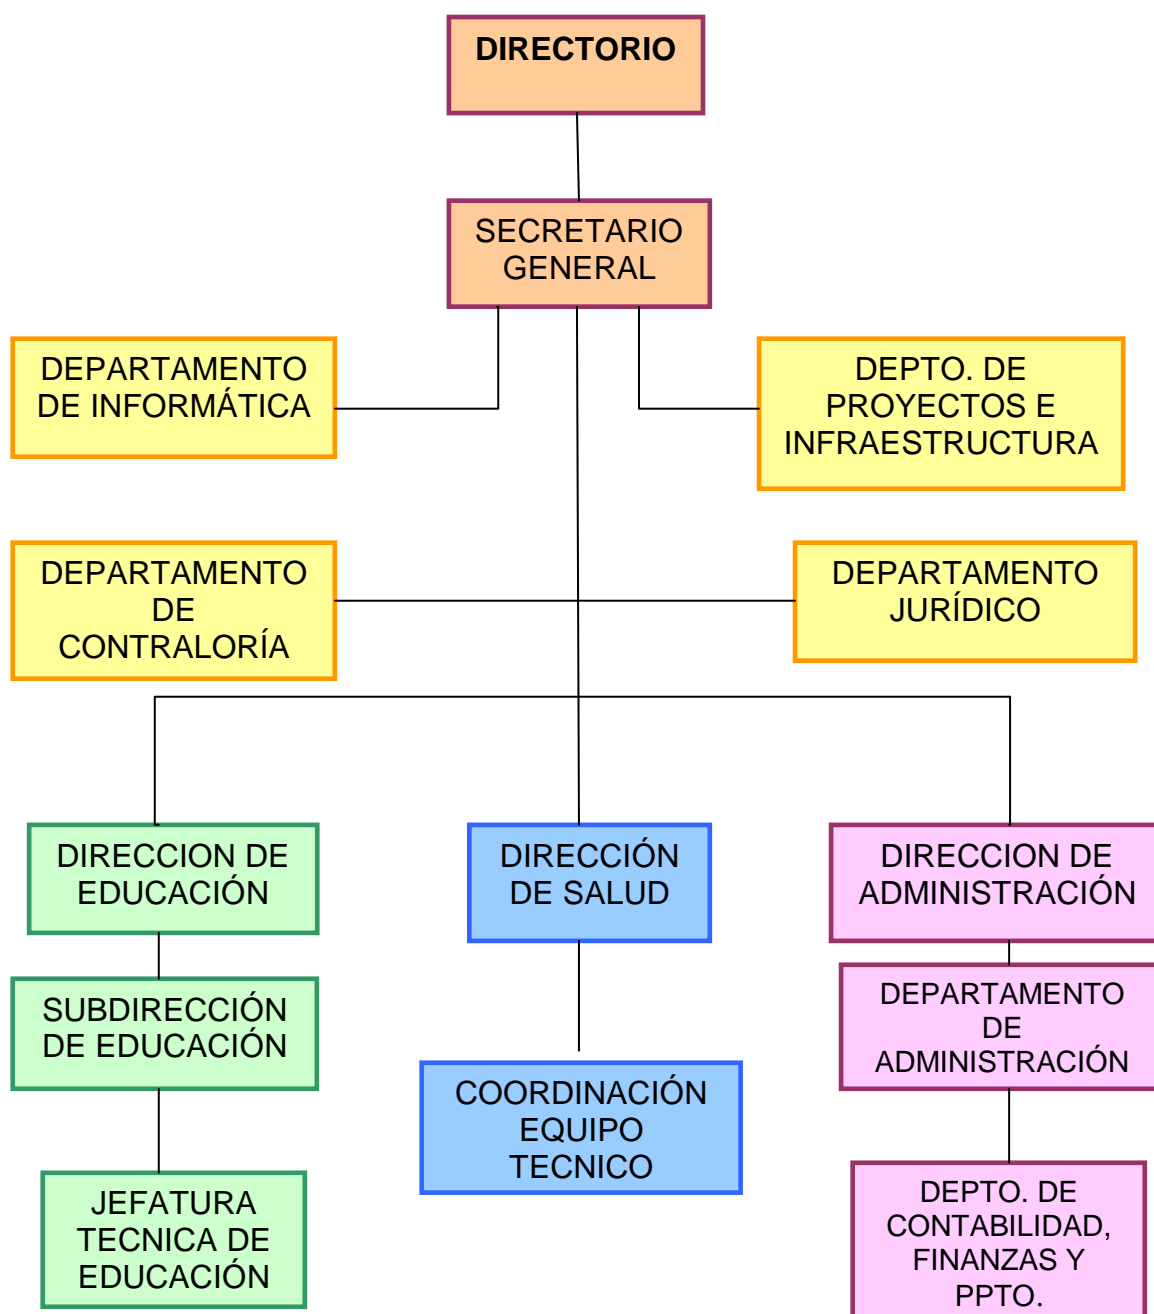 DIRECTORIO
SECRETARIO
GENERAL
DEPARTAMENTO
DE INFORMÁTICA
DEPTO. DE
PROYECTOS E
INFRAESTRUCTURA
DEPARTAMENTO
DE
CONTRALORÍA
DEPARTAMENTO
JURÍDICO
DIRECCION DE
EDUCACIÓN
DIRECCIÓN
DE SALUD
DIRECCION DE
ADMINISTRACIÓN
SUBDIRECCIÓN
DE EDUCACIÓN
DEPARTAMENTO
DE
ADMINISTRACIÓN
COORDINACIÓN
EQUIPO
TECNICO
JEFATURA
TECNICA DE
EDUCACIÓN
DEPTO. DE
CONTABILIDAD,
FINANZAS Y
PPTO.